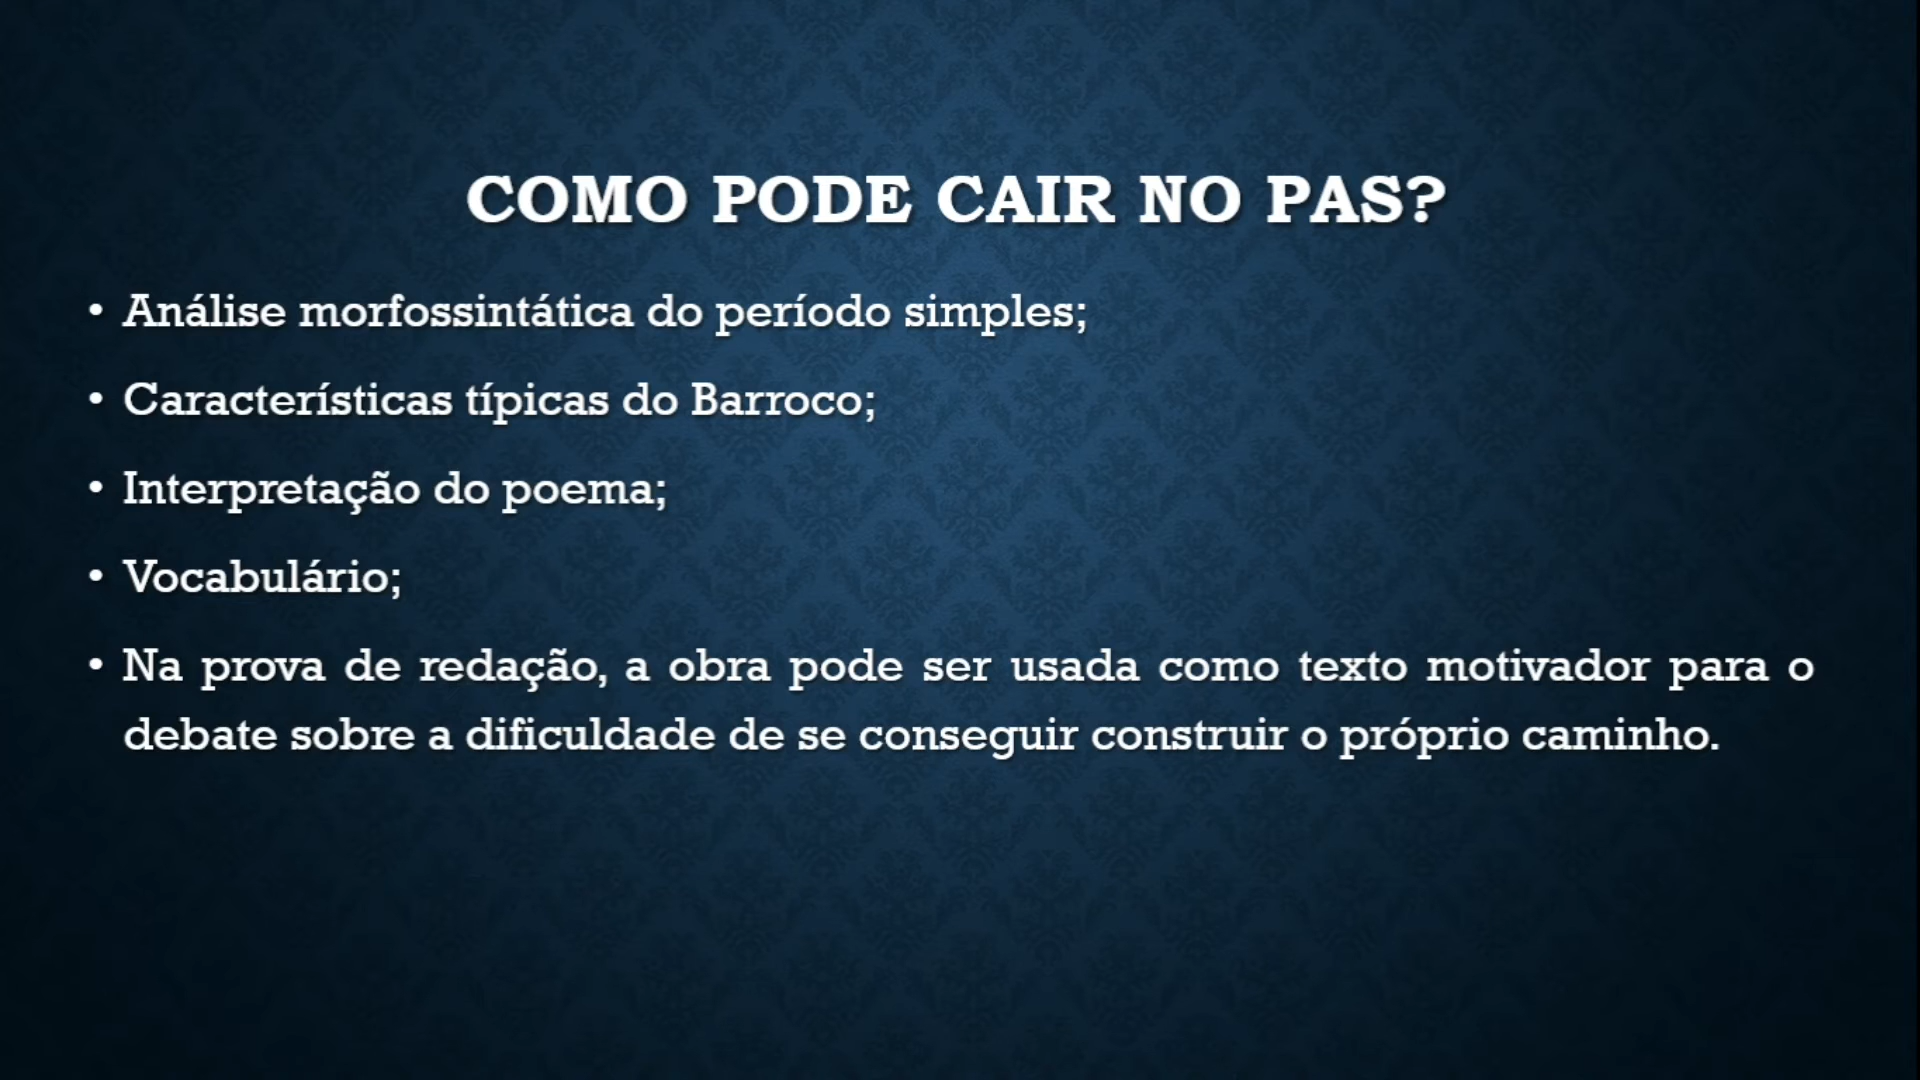 COMO PODE CAIR NO PAS?
• Análise morfossintática do período simples;
• Características típicas do Barroco;
• Interpretação do poema;
• Vocabulário;
• Na prova de redação, a obra pode ser usada como texto motivador para o
debate sobre a dificuldade de se conseguir construir o próprio caminho.